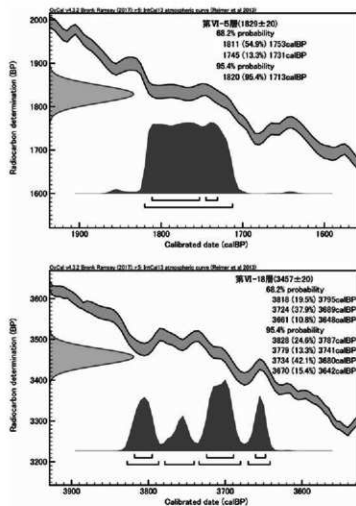 OxCal v4.3.2 Bronk Ramsey (2017); r:5 IntCal13 atmospheric curve (Reimer et al 2013)
第Ⅵ-5層(1829±20)
68.2% probability
1811 (54.9%) 1753calBP
1745 (13.3%) 1731calBP
95.4% probability
1820 (95.4%) 1713calBP
Radiocarbon determination (BP)
2000
1900
1800
1700
1600
1900
1800
1700
1600
Calibrated date (calBP)
OxCal v4.3.2 Bronk Ramsey (2017); r:5 IntCal13 atmospheric curve (Reimer et al 2013)
第Ⅵ-18層(3457±20)
68.2% probability
3818 (19.5%) 3795calBP
3724 (37.9%) 3689calBP
3661 (10.8%) 3648calBP
95.4% probability
3828 (24.6%) 3787calBP
3779 (13.3%) 3741calBP
3734 (42.1%) 3680calBP
3670 (15.4%) 3642calBP
Radiocarbon determination (BP)
3600
3500
3400
3300
3200
3900
3800
3700
3600
Calibrated date (calBP)